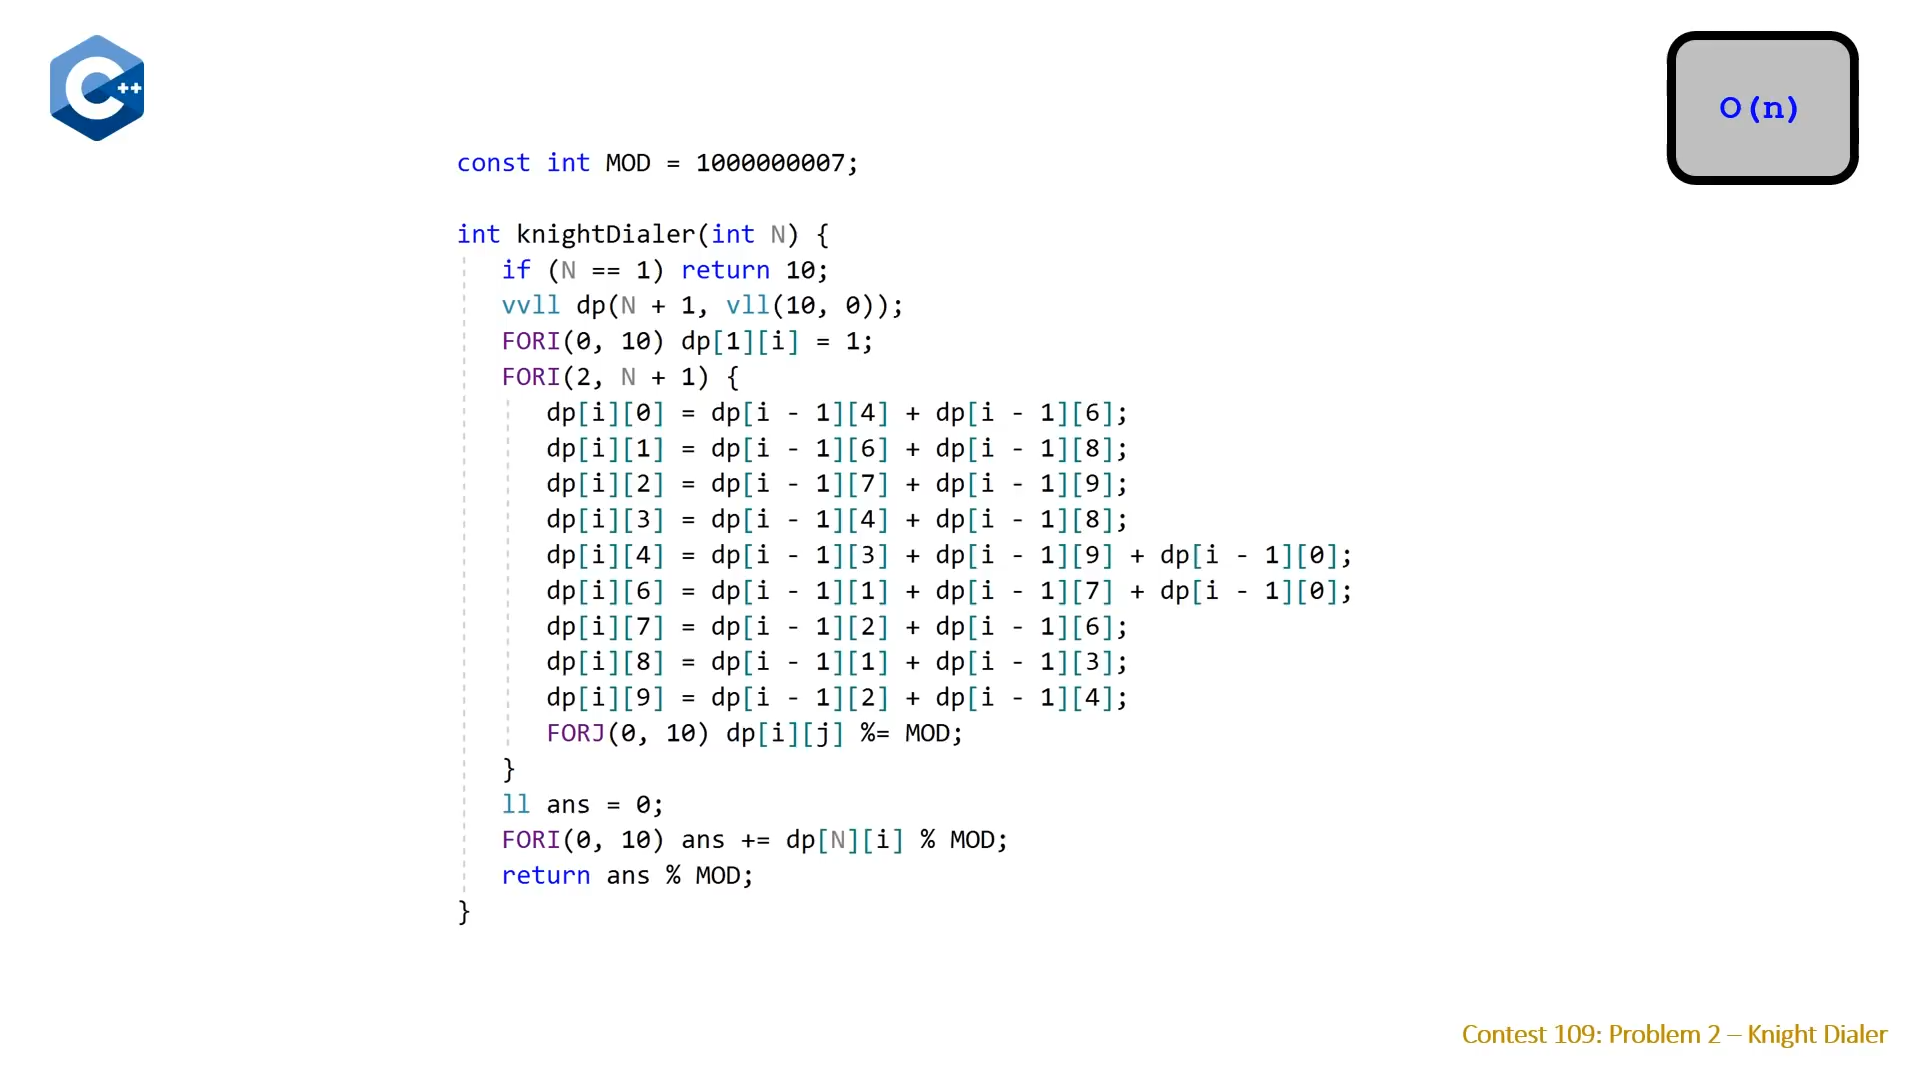 C++
O(n)
const int MOD = 1000000007;
int knightDialer(int N) {
if (N == 1) return 10;
vvll dp(N + 1, vll(10, 0));
FORI(0, 10) dp[1][i] = 1;
FORI(2, N + 1) {
dp[i][0] = dp[i - 1][4] + dp[i - 1][6];
dp[i][1] = dp[i - 1][6] + dp[i - 1][8];
dp[i][2] = dp[i - 1][7] + dp[i - 1][9];
dp[i][3] = dp[i - 1][4] + dp[i - 1][8];
dp[i][4] = dp[i - 1][3] + dp[i - 1][9] + dp[i - 1][0];
dp[i][6] = dp[i - 1][1] + dp[i - 1][7] + dp[i - 1][0];
dp[i][7] = dp[i - 1][2] + dp[i - 1][6];
dp[i][8] = dp[i - 1][1] + dp[i - 1][3];
dp[i][9] = dp[i - 1][2] + dp[i - 1][4];
FORJ(0, 10) dp[i][j] %= MOD;
}
ll ans = 0;
FORI(0, 10) ans += dp[N][i] % MOD;
return ans % MOD;
}
Contest 109: Problem 2 – Knight Dialer